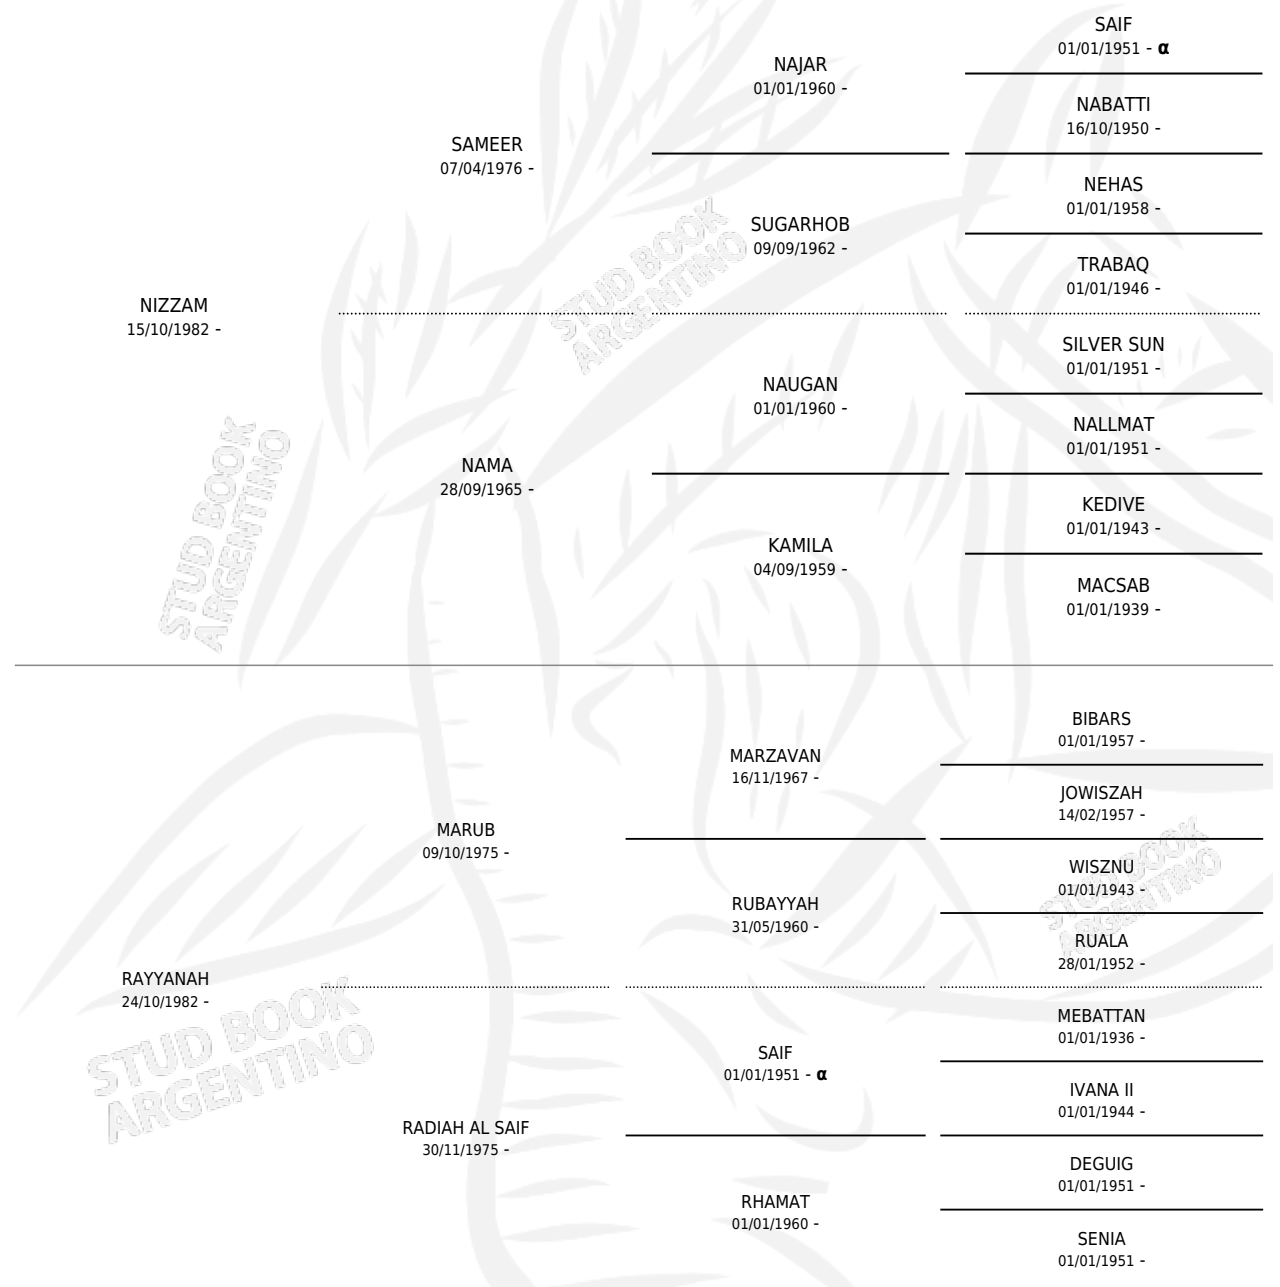 SAIF
01/01/1951 - α
NAJAR
01/01/1960 -
NABATTI
16/10/1950 -
SAMEER
07/04/1976 -
NEHAS
01/01/1958 -
SUGARHOB
09/09/1962 -
TRABAQ
01/01/1946 -
NIZZAM
15/10/1982 -
SILVER SUN
01/01/1951 -
NAUGAN
01/01/1960 -
NALLMAT
01/01/1951 -
NAMA
28/09/1965 -
KEDIVE
01/01/1943 -
KAMILA
04/09/1959 -
MACSAB
01/01/1939 -
BIBARS
01/01/1957 -
MARZAVAN
16/11/1967 -
JOWISZAH
14/02/1957 -
MARUB
09/10/1975 -
WISZNU
01/01/1943 -
RUBAYYAH
31/05/1960 -
RUALA
28/01/1952 -
RAYYANAH
24/10/1982 -
MEBATTAN
01/01/1936 -
SAIF
01/01/1951 - α
IVANA II
01/01/1944 -
RADIAH AL SAIF
30/11/1975 -
DEGUIG
01/01/1951 -
RHAMAT
01/01/1960 -
SENIA
01/01/1951 -
STUD BOOK
ARGENTINO
STUD BOOK
ARGENTINO
STUD BOOK
ARGENTINO
STUD BOOK
ARGENTINO